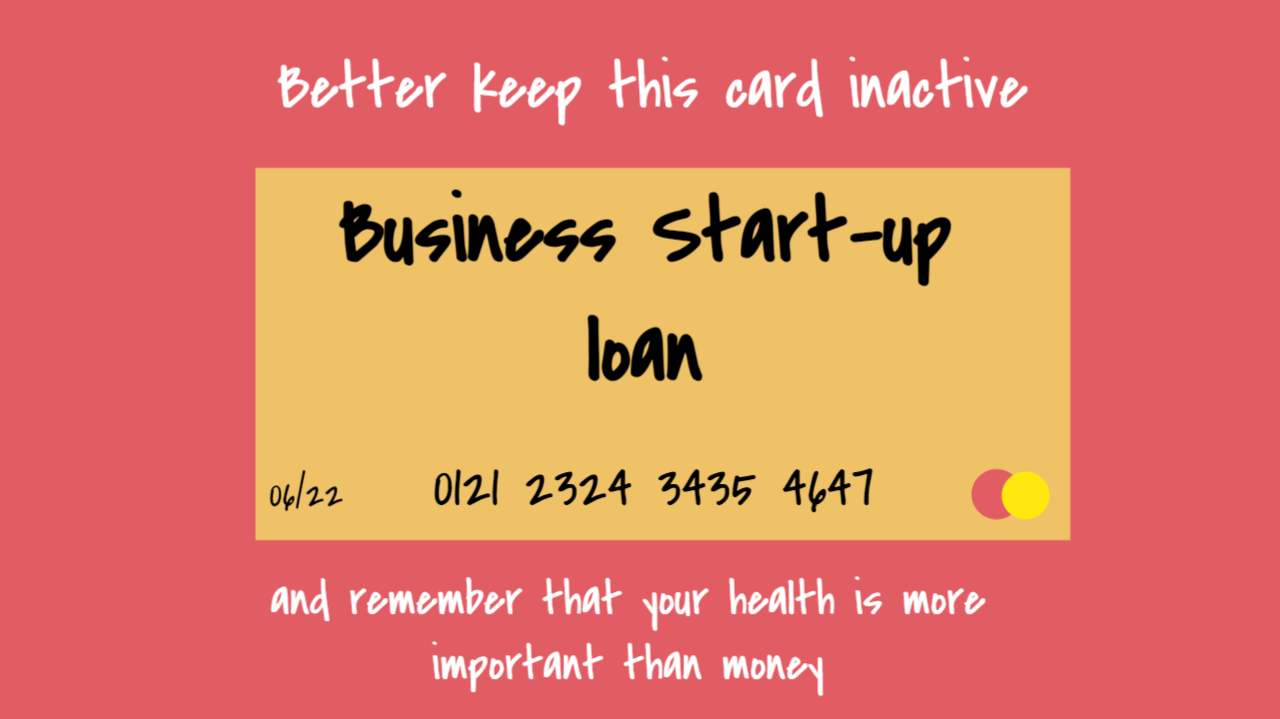 Better keep this card inactive
Business Start-up
loan
06/22 0121 2324 3435 4647
and remember that your health is more
important than money